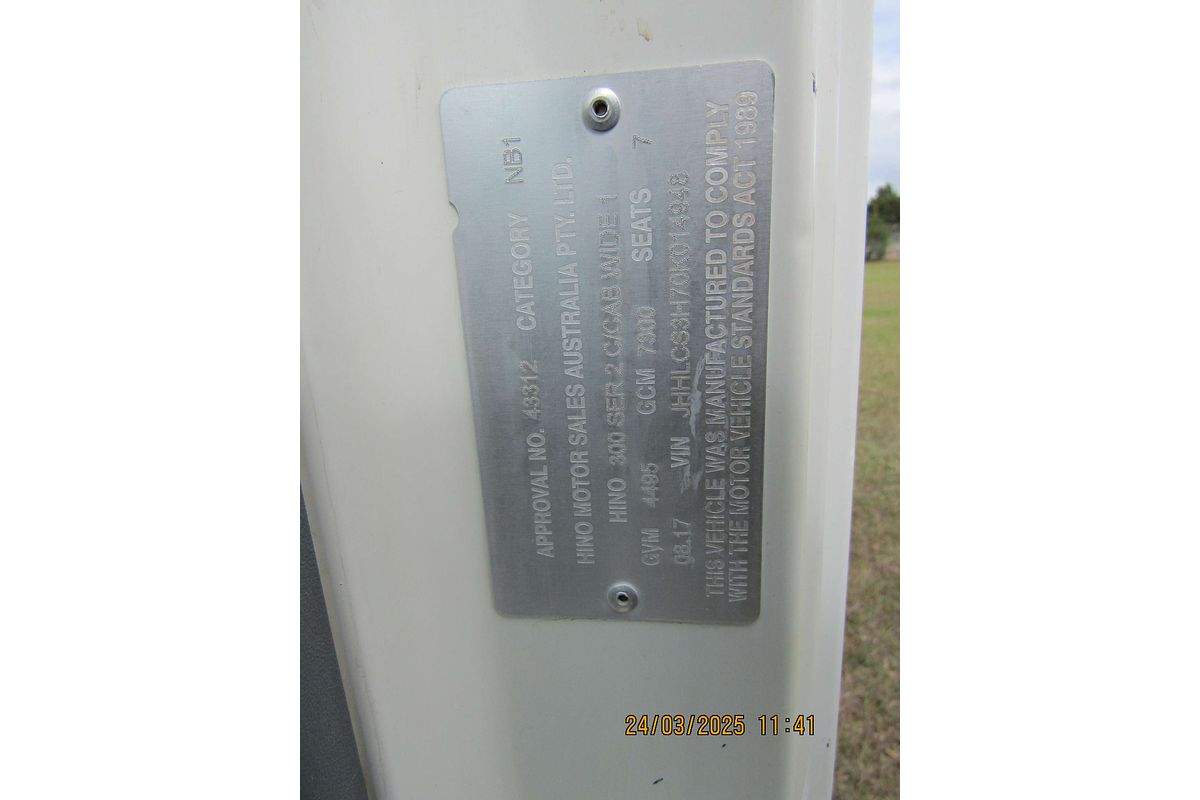 APPROVAL NO. 43312 CATEGORY NB1
HINO MOTOR SALES AUSTRALIA PTY. LTD.
HINO 300 SER 2 C/CAB WIDE 1
GVM 4495 GCM 7300 SEATS 7
08.17 VIN JHHLCS3H70K014948
THIS VEHICLE WAS MANUFACTURED TO COMPLY
WITH THE MOTOR VEHICLE STANDARDS ACT 1989
24/03/2025 11:41